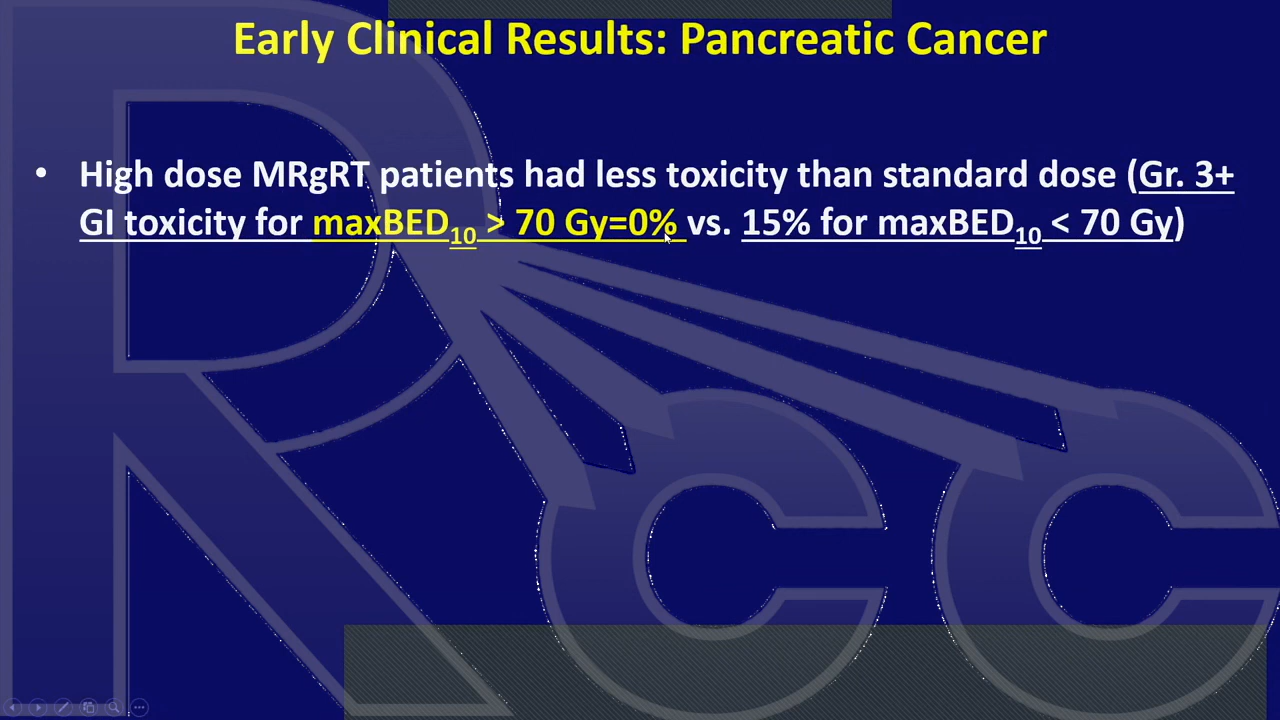 Early Clinical Results: Pancreatic Cancer
• High dose MRgRT patients had less toxicity than standard dose (Gr. 3+
GI toxicity for maxBED10 > 70 Gy=0% vs. 15% for maxBED10 < 70 Gy)
Rcc